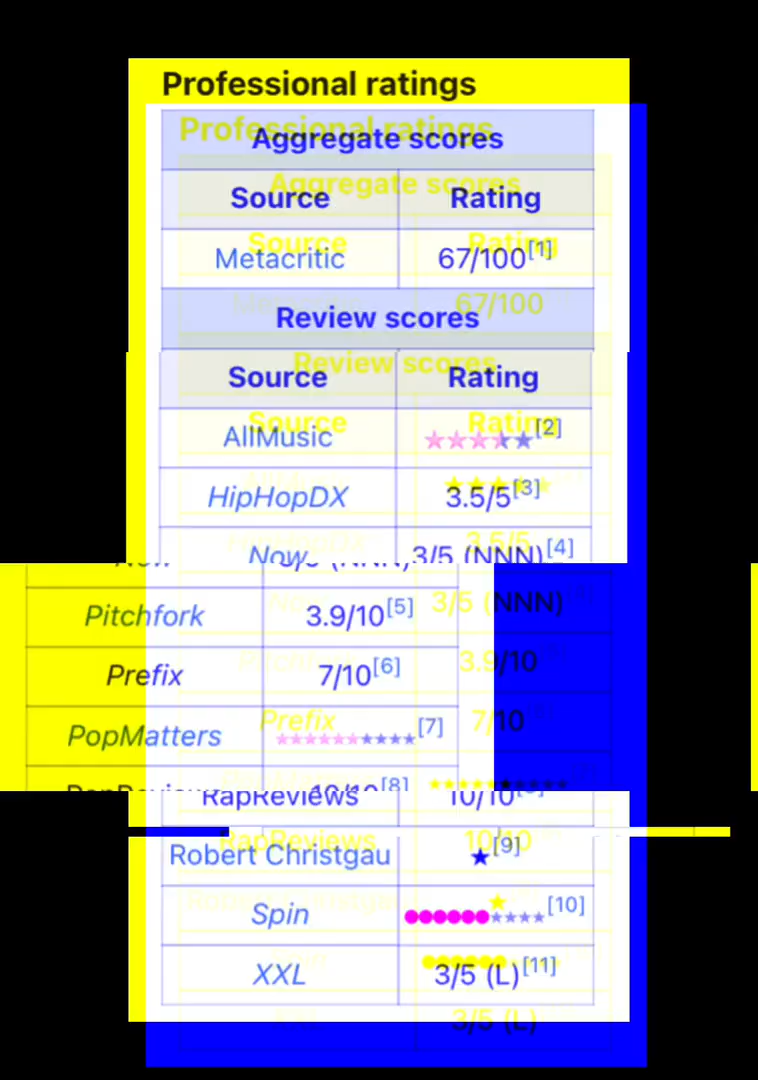 Professional ratings
Aggregate scores
Source Rating
Metacritic 67/100[1]
Review scores
Source Rating
AllMusic ★★★★★[2]
HipHopDX 3.5/5[3]
Now 3/5 (NNN)[4]
Pitchfork 3.9/10[5]
Prefix 7/10[6]
PopMatters ★★★★★★★★★★[7]
RapReviews 10/10[8]
Robert Christgau ★[9]
Spin ●●●●●●★★★★[10]
XXL 3/5 (L)[11]